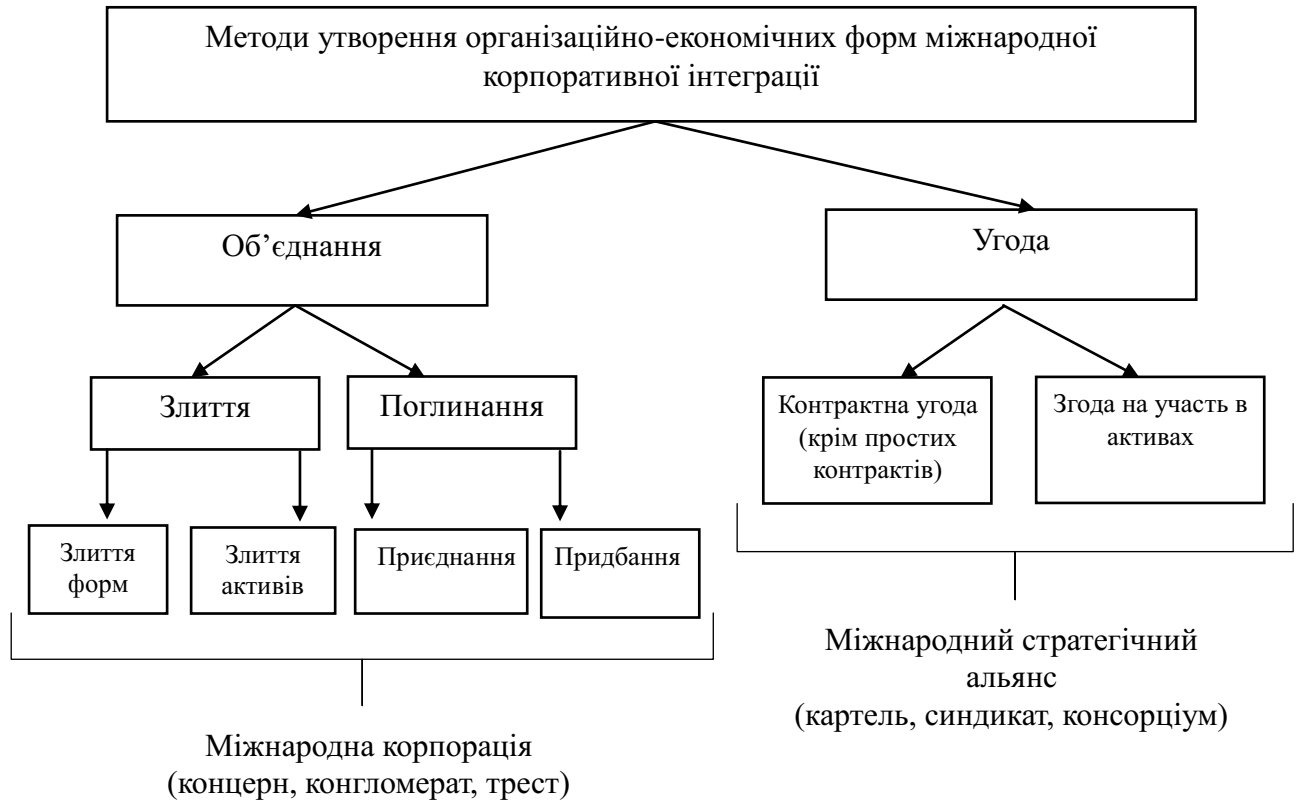 Методи утворення організаційно-економічних форм міжнародної
корпоративної інтеграції
Об’єднання
Угода
Злиття
Поглинання
Контрактна угода
(крім простих
контрактів)
Згода на участь в
активах
Злиття
форм
Злиття
активів
Приєднання
Придбання
Міжнародний стратегічний
альянс
(картель, синдикат, консорціум)
Міжнародна корпорація
(концерн, конгломерат, трест)